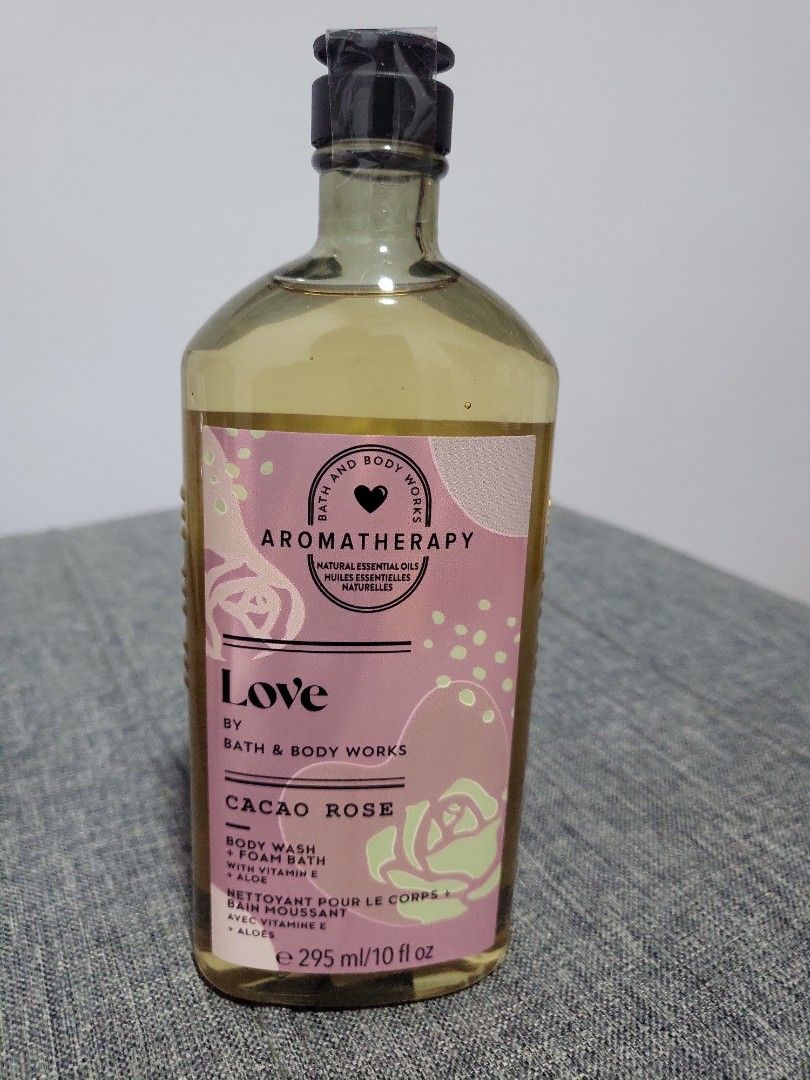 BATH AND BODY WORKS
AROMATHERAPY
NATURAL ESSENTIAL OILS
HUILES ESSENTIELLES
NATURELLES
Love
BY
BATH & BODY WORKS
CACAO ROSE
BODY WASH
+ FOAM BATH
WITH VITAMIN E
+ ALOE
NETTOYANT POUR LE CORPS +
BAIN MOUSSANT
AVEC VITAMINE E
+ ALOÈS
℮ 295 ml/10 fl oz